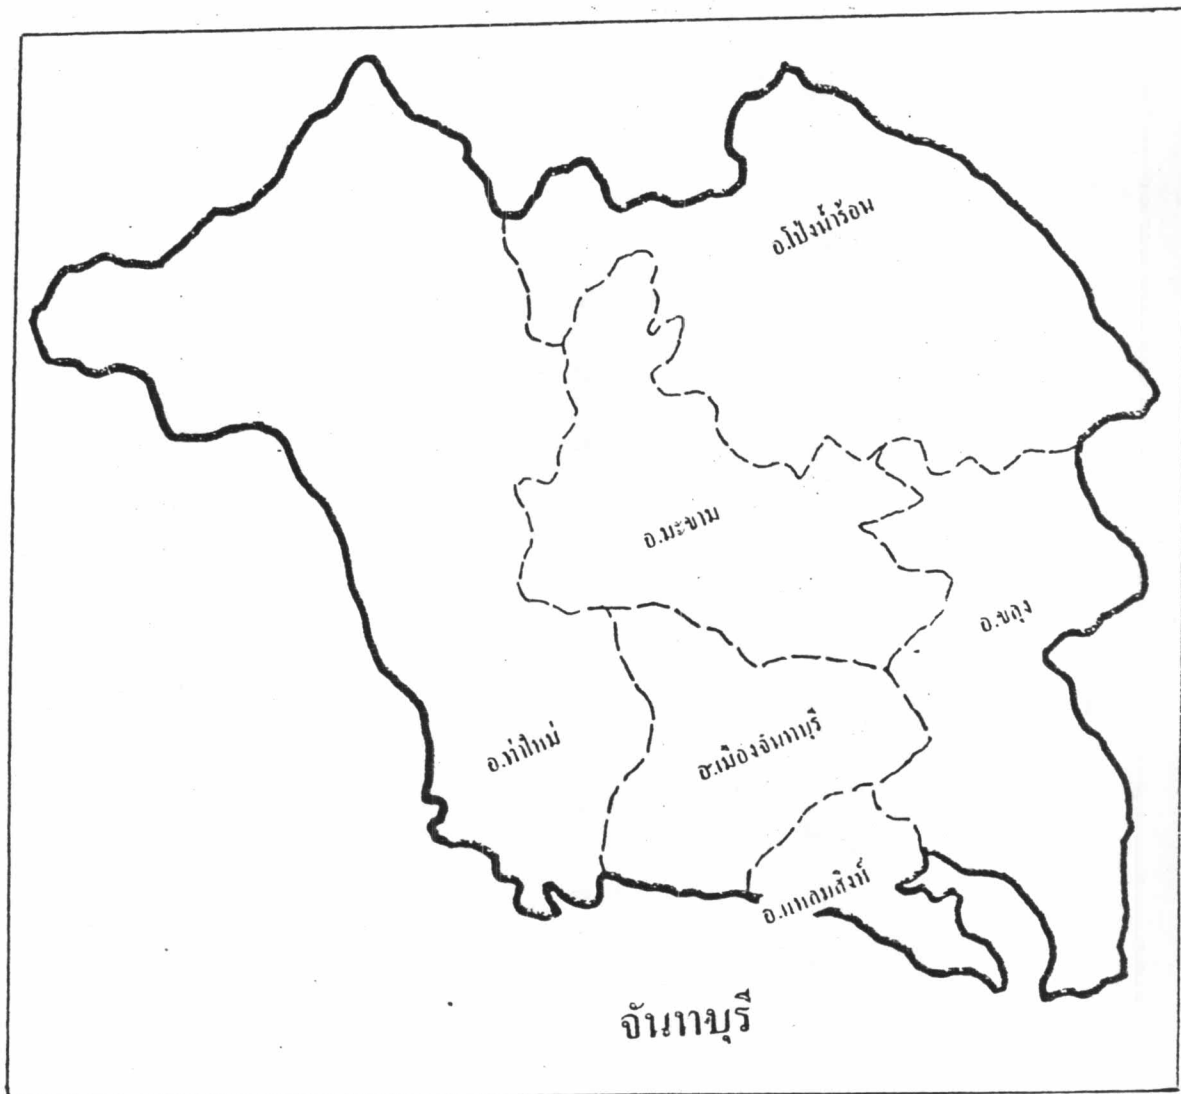 อ.โป่งน้ำร้อน
อ.มะขาม
อ.ขลุง
อ.ท่าใหม่
อ.เมืองจันทบุรี
อ.แหลมสิงห์
จันทบุรี